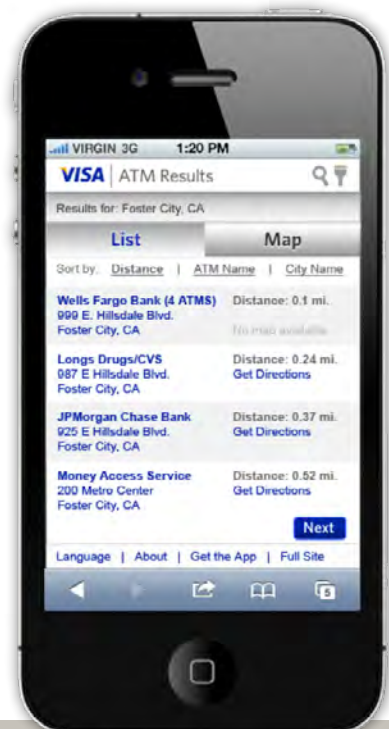 VIRGIN 3G 1:20 PM
VISA | ATM Results
Results for: Foster City, CA
List Map
Sort by: Distance | ATM Name | City Name
Wells Fargo Bank (4 ATMS) Distance: 0.1 mi.
999 E. Hillsdale Blvd. No map available
Foster City, CA
Longs Drugs/CVS Distance: 0.24 mi.
987 E Hillsdale Blvd. Get Directions
Foster City, CA
JPMorgan Chase Bank Distance: 0.37 mi.
925 E Hillsdale Blvd. Get Directions
Foster City, CA
Money Access Service Distance: 0.52 mi.
200 Metro Center Get Directions
Foster City, CA
Next
Language | About | Get the App | Full Site
5